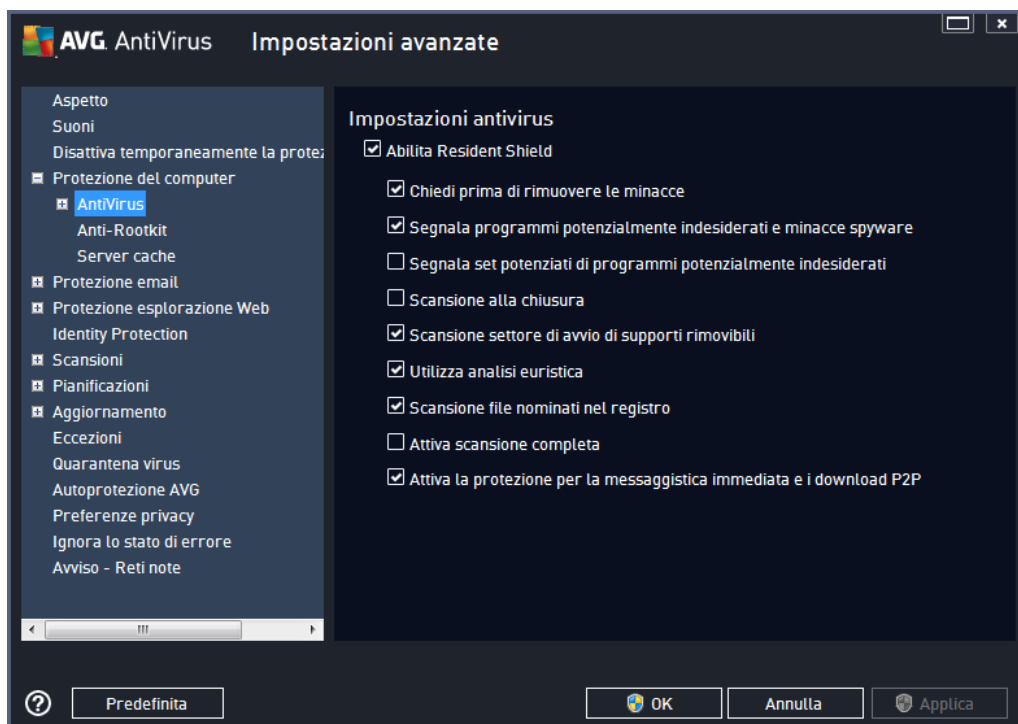 AVG. AntiVirus Impostazioni avanzate
Aspetto
Suoni
Disattiva temporaneamente la protez
Protezione del computer
AntiVirus
Anti-Rootkit
Server cache
Protezione email
Protezione esplorazione Web
Identity Protection
Scansioni
Pianificazioni
Aggiornamento
Eccezioni
Quarantena virus
Autoprotezione AVG
Preferenze privacy
Ignora lo stato di errore
Avviso - Reti note
Impostazioni antivirus
Abilita Resident Shield
Chiedi prima di rimuovere le minacce
Segnala programmi potenzialmente indesiderati e minacce spyware
Segnala set potenziati di programmi potenzialmente indesiderati
Scansione alla chiusura
Scansione settore di avvio di supporti rimovibili
Utilizza analisi euristica
Scansione file nominati nel registro
Attiva scansione completa
Attiva la protezione per la messaggistica immediata e i download P2P
? Predefinita OK Annulla Applica